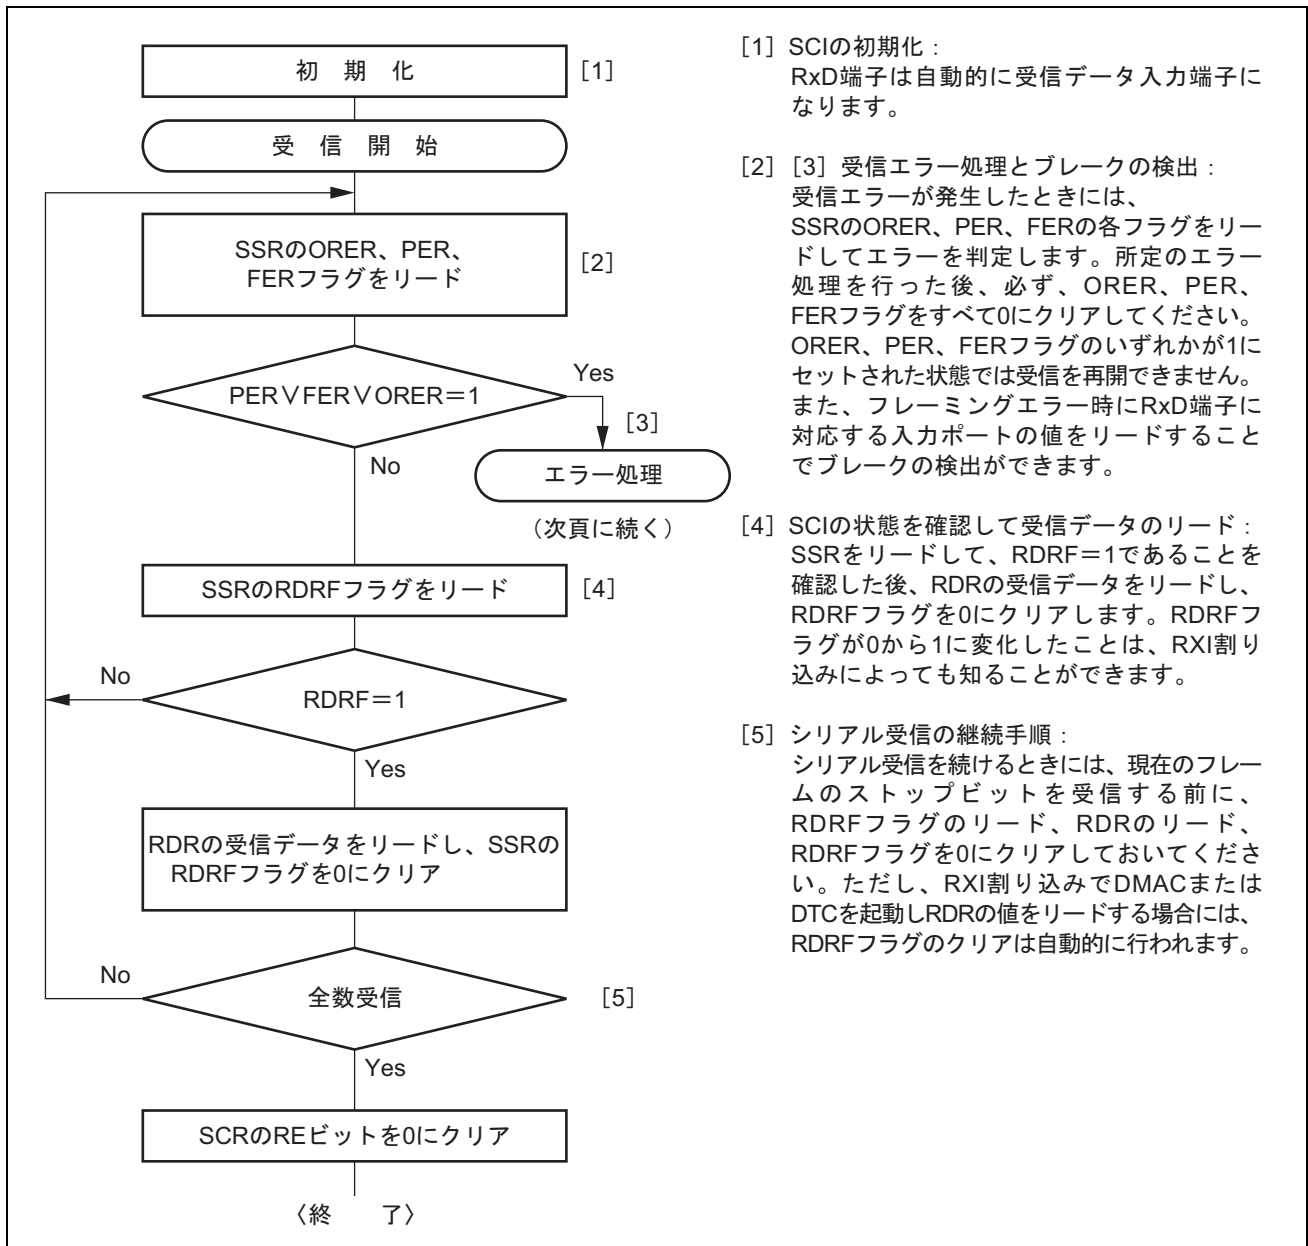 初 期 化 [1]
受 信 開 始
SSRのORER、PER、
FERフラグをリード [2]
PER∨FER∨ORER=1
Yes
[3]
No
エラー処理
(次頁に続く)
SSRのRDRFフラグをリード [4]
No
RDRF=1
Yes
RDRの受信データをリードし、SSRの
RDRFフラグを0にクリア
No
全数受信 [5]
Yes
SCRのREビットを0にクリア
〈終 了〉
[1] SCIの初期化:
RxD端子は自動的に受信データ入力端子に
なります。
[2][3] 受信エラー処理とブレークの検出:
受信エラーが発生したときには、
SSRのORER、PER、FERの各フラグをリー
ドしてエラーを判定します。所定のエラー
処理を行った後、必ず、ORER、PER、
FERフラグをすべて0にクリアしてください。
ORER、PER、FERフラグのいずれかが1に
セットされた状態では受信を再開できません。
また、フレーミングエラー時にRxD端子に
対応する入力ポートの値をリードすること
でブレークの検出ができます。
[4] SCIの状態を確認して受信データのリード:
SSRをリードして、RDRF=1であることを
確認した後、RDRの受信データをリードし、
RDRFフラグを0にクリアします。RDRFフ
ラグが0から1に変化したことは、RXI割り
込みによっても知ることができます。
[5] シリアル受信の継続手順:
シリアル受信を続けるときには、現在のフレー
ムのストップビットを受信する前に、
RDRFフラグのリード、RDRのリード、
RDRFフラグを0にクリアしておいてくださ
い。ただし、RXI割り込みでDMACまたは
DTCを起動しRDRの値をリードする場合には、
RDRFフラグのクリアは自動的に行われます。